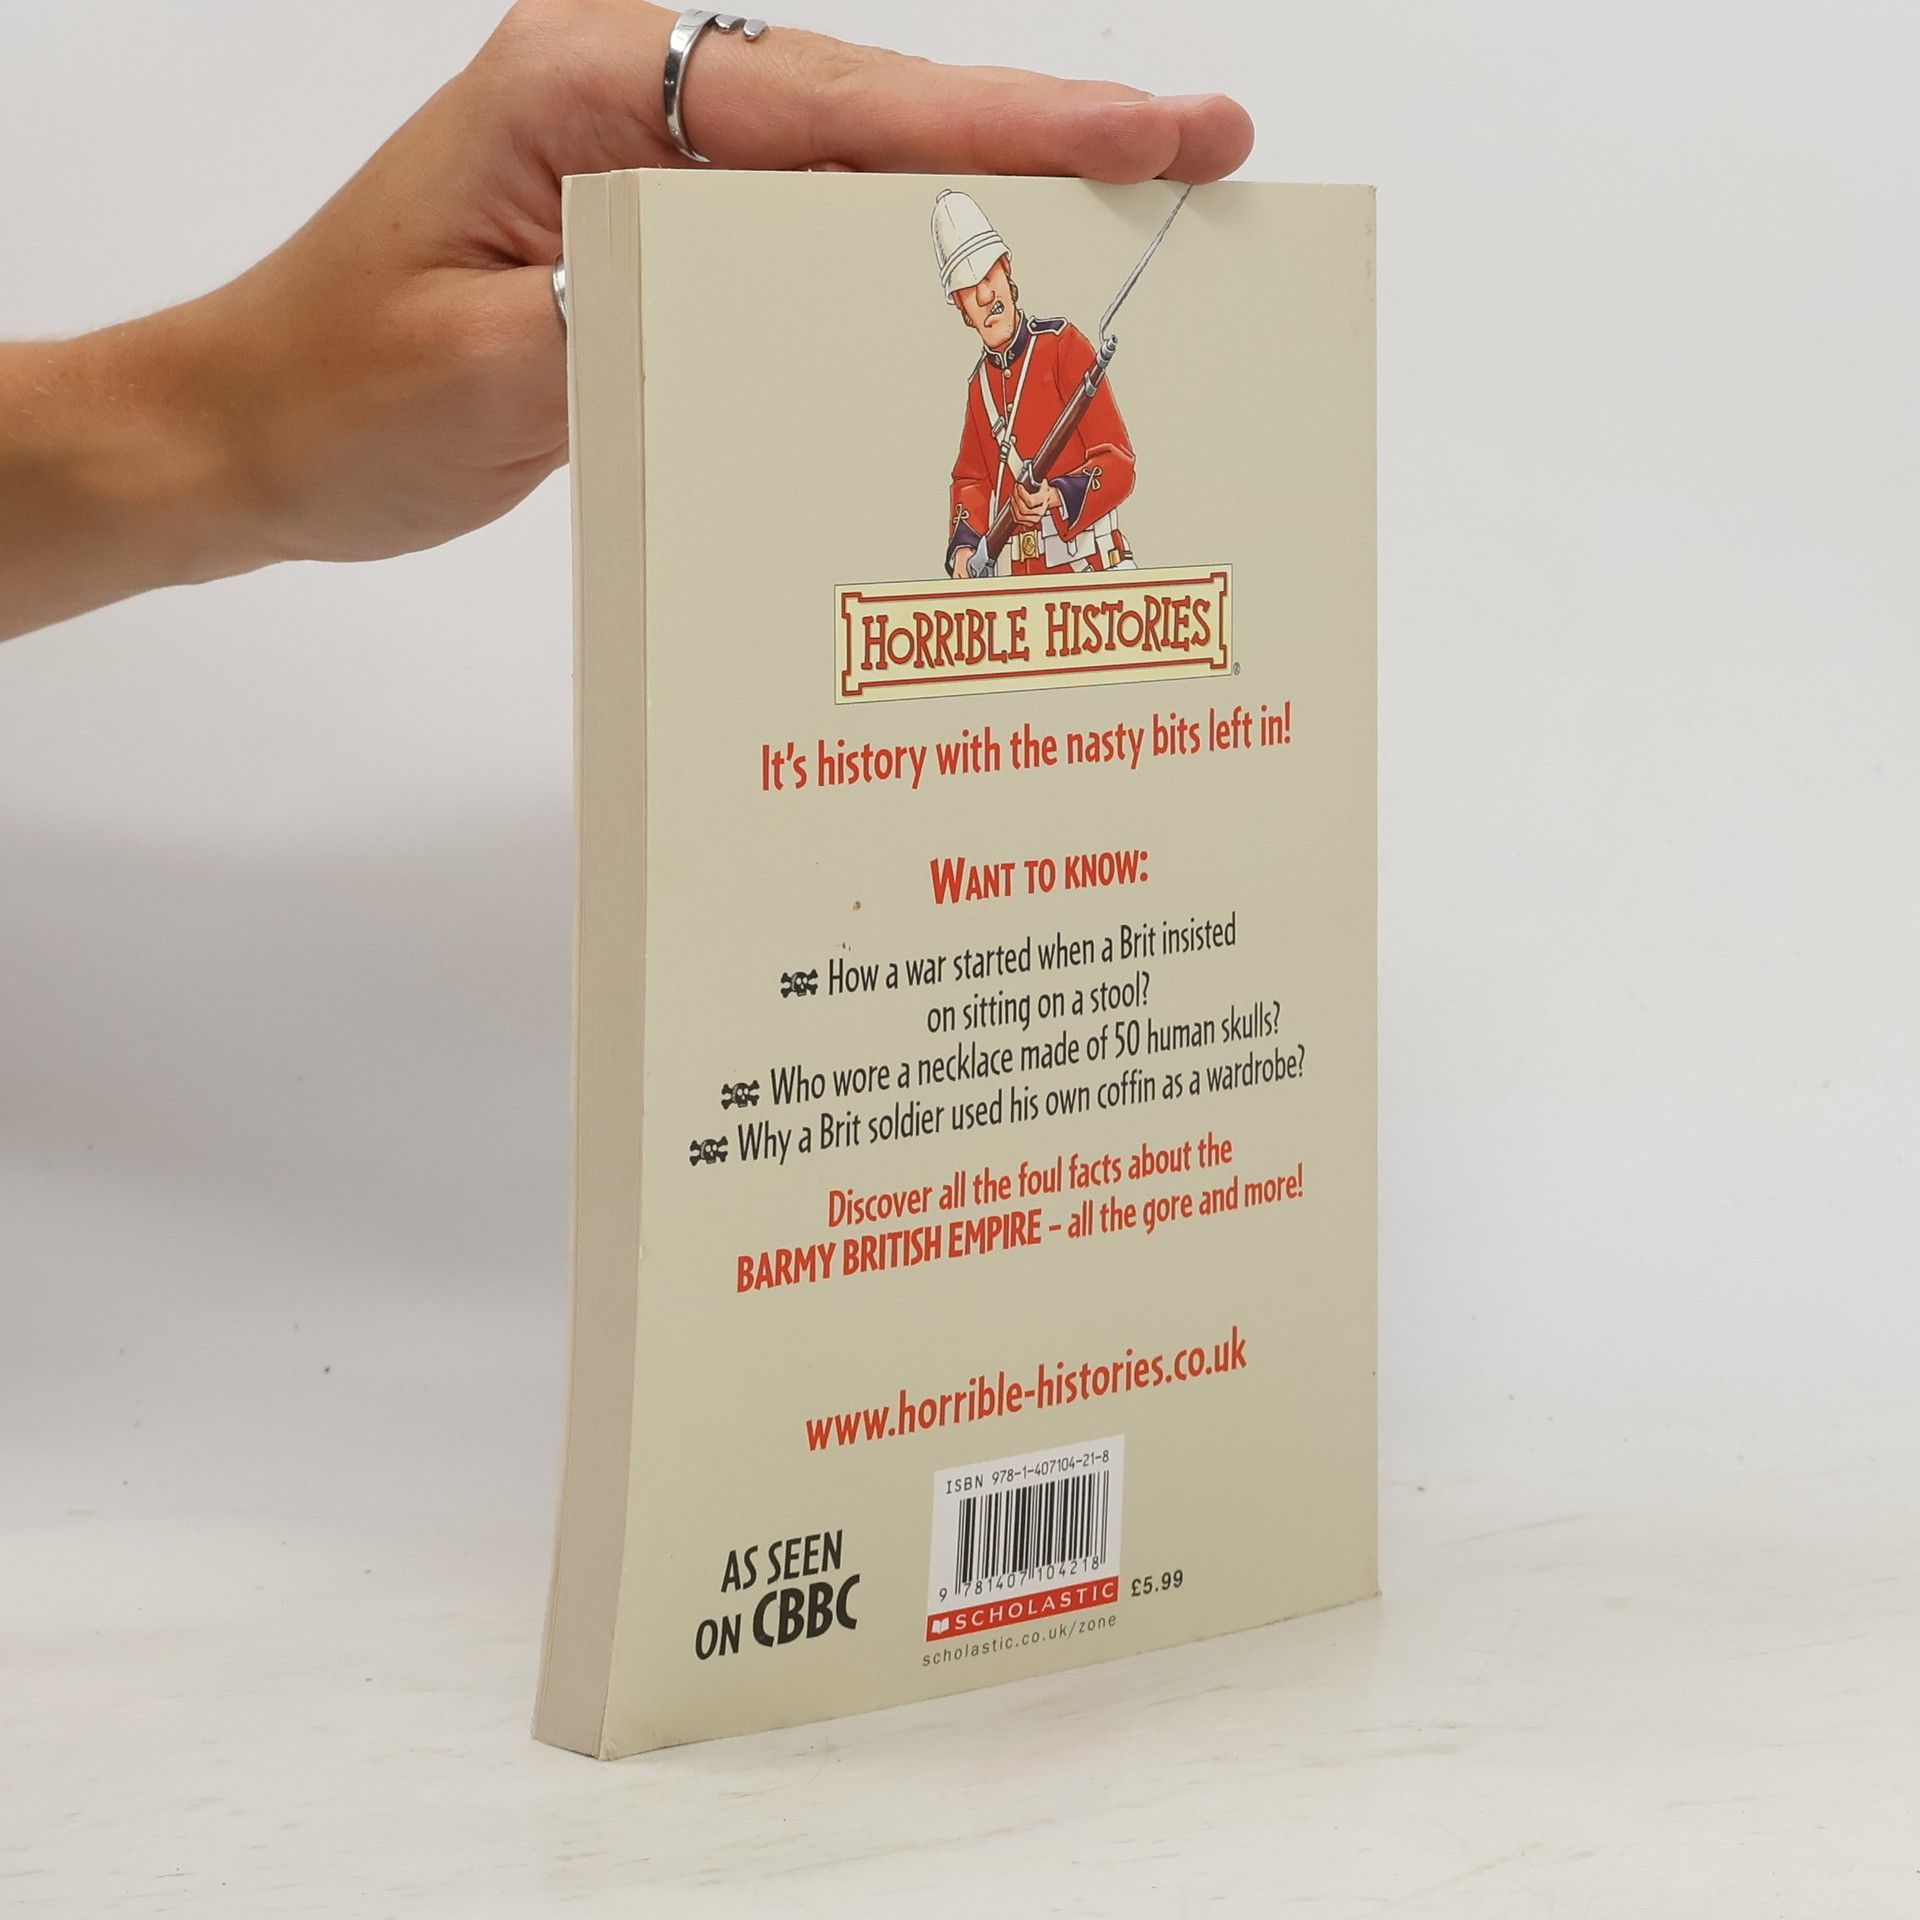 HORRIBLE HISTORIES
®
It's history with the nasty bits left in!
WANT TO KNOW:
How a war started when a Brit insisted
on sitting on a stool?
Who wore a necklace made of 50 human skulls?
Why a Brit soldier used his own coffin as a wardrobe?
Discover all the foul facts about the
BARMY BRITISH EMPIRE – all the gore and more!
www.horrible-histories.co.uk
AS SEEN
ON CBBC
ISBN 978-1-407104-21-8
9 781407 104218
SCHOLASTIC
£5.99
scholastic.co.uk/zone